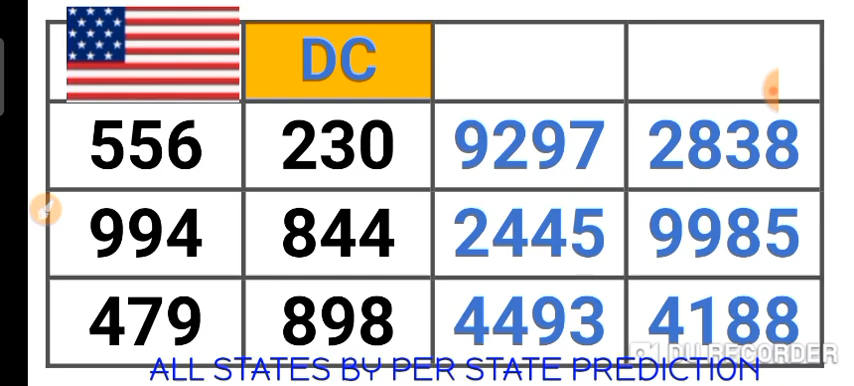 DC
556 230 9297 2838
994 844 2445 9985
479 898 4493 4188
DU RECORDER
ALL STATES BY PER STATE PREDICTION